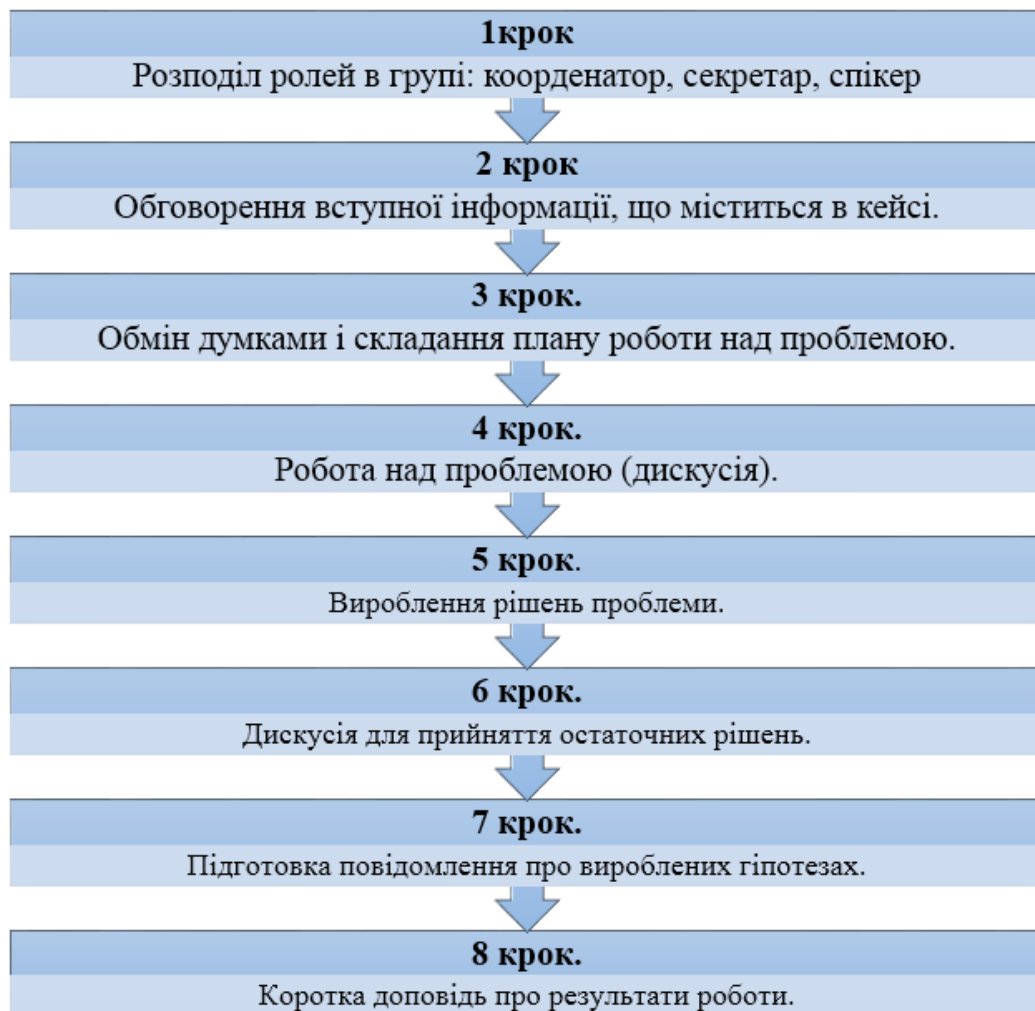 1крок
Розподіл ролей в групі: коорденатор, секретар, спікер
2 крок
Обговорення вступної інформації, що міститься в кейсі.
3 крок.
Обмін думками і складання плану роботи над проблемою.
4 крок.
Робота над проблемою (дискусія).
5 крок.
Вироблення рішень проблеми.
6 крок.
Дискусія для прийняття остаточних рішень.
7 крок.
Підготовка повідомлення про вироблених гіпотезах.
8 крок.
Коротка доповідь про результати роботи.